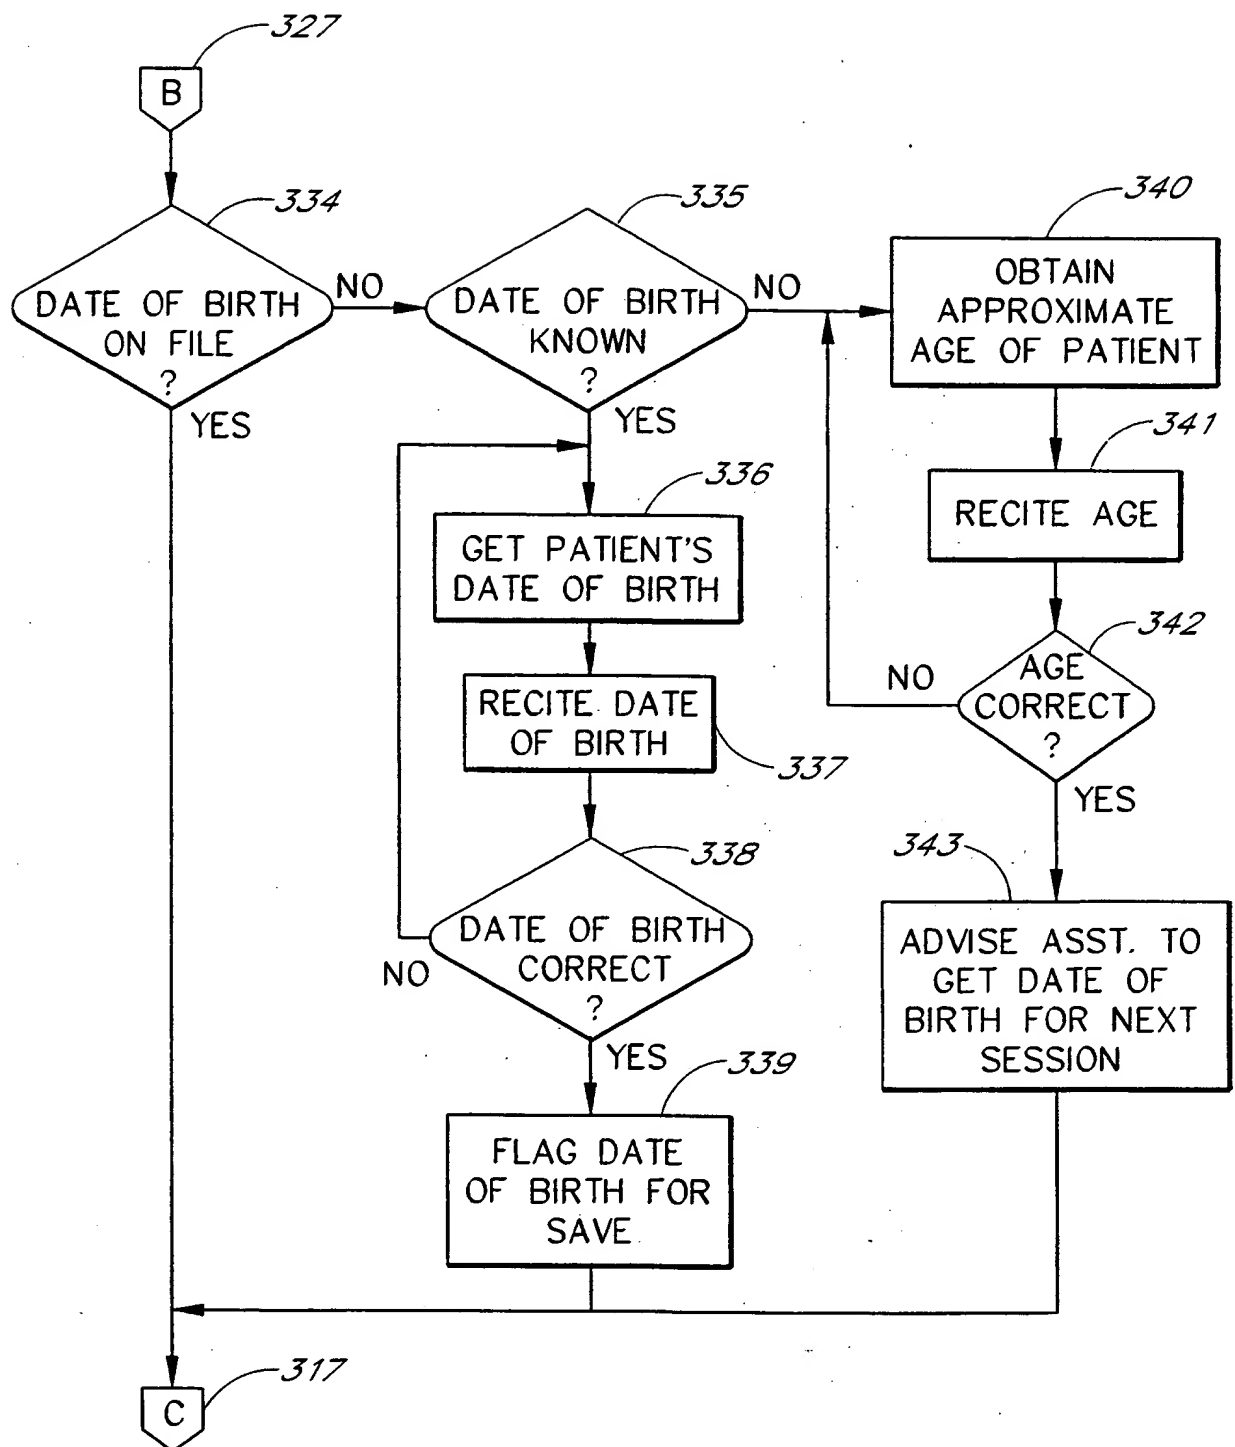 327
B
334
DATE OF BIRTH
ON FILE
?
NO
YES
335
DATE OF BIRTH
KNOWN
?
NO
YES
340
OBTAIN
APPROXIMATE
AGE OF PATIENT
341
RECITE AGE
342
AGE
CORRECT
?
NO
YES
336
GET PATIENT'S
DATE OF BIRTH
RECITE DATE
OF BIRTH
337
338
DATE OF BIRTH
CORRECT
?
NO
YES
343
ADVISE ASST. TO
GET DATE OF
BIRTH FOR NEXT
SESSION
339
FLAG DATE
OF BIRTH FOR
SAVE
317
C